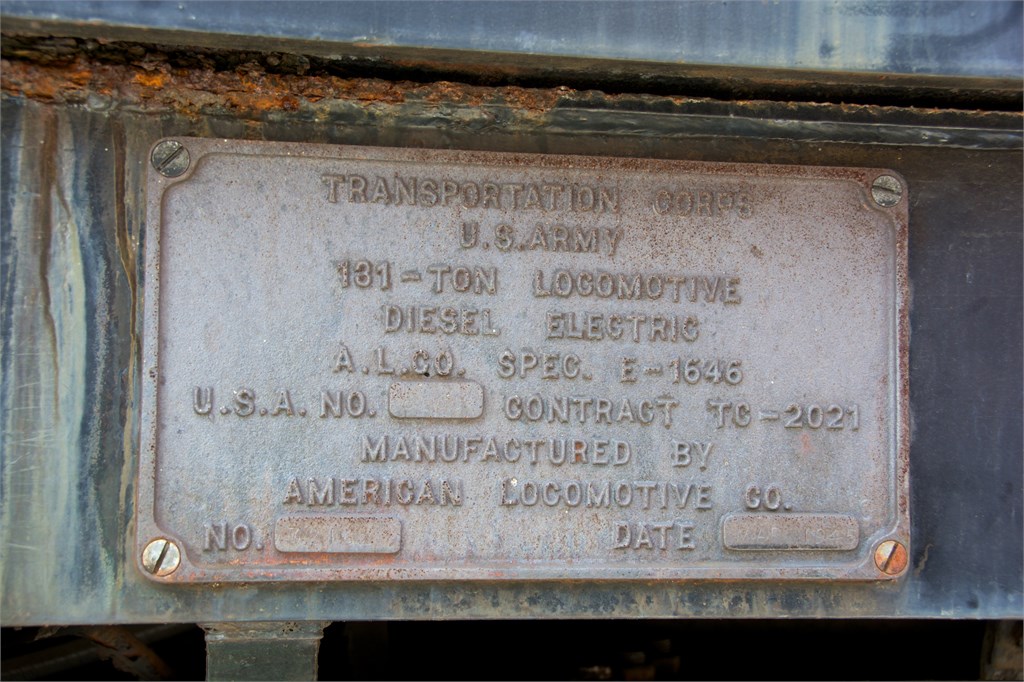 TRANSPORTATION CORPS
U.S. ARMY
131-TON LOCOMOTIVE
DIESEL ELECTRIC
A.L.CO. SPEC. E-1646
U.S.A. NO. CONTRACT TC-2021
MANUFACTURED BY
AMERICAN LOCOMOTIVE CO.
NO. DATE